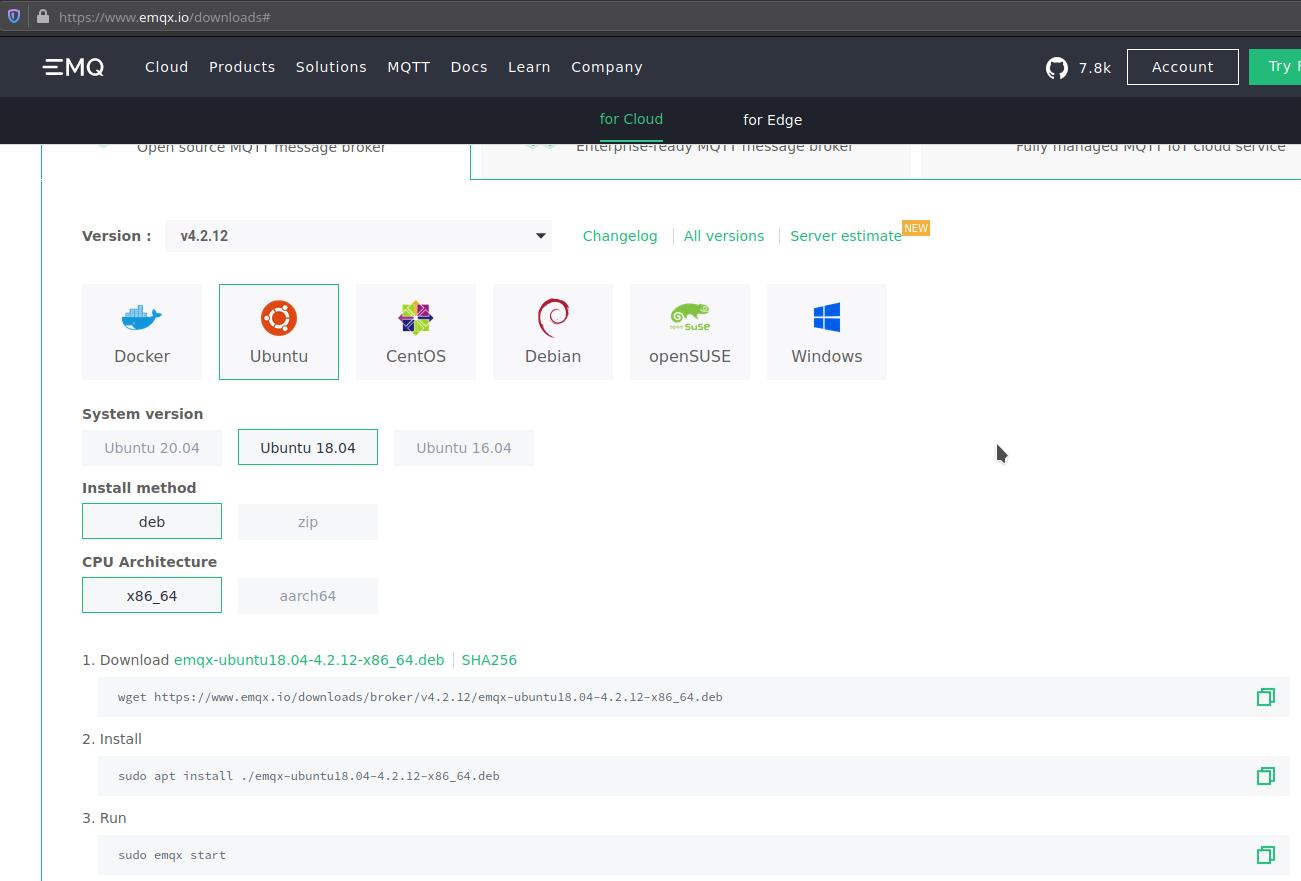 https://www.emqx.io/downloads#
EMQ Cloud Products Solutions MQTT Docs Learn Company 7.8k Account Try F
for Cloud for Edge
Open source MQTT message broker Enterprise-ready MQTT message broker Fully managed MQTT IoT cloud service
Version : v4.2.12 Changelog All versions Server estimate NEW
Docker Ubuntu CentOS Debian openSUSE Windows
System version
Ubuntu 20.04 Ubuntu 18.04 Ubuntu 16.04
Install method
deb zip
CPU Architecture
x86_64 aarch64
1. Download emqx-ubuntu18.04-4.2.12-x86_64.deb SHA256
wget https://www.emqx.io/downloads/broker/v4.2.12/emqx-ubuntu18.04-4.2.12-x86_64.deb
2. Install
sudo apt install ./emqx-ubuntu18.04-4.2.12-x86_64.deb
3. Run
sudo emqx start